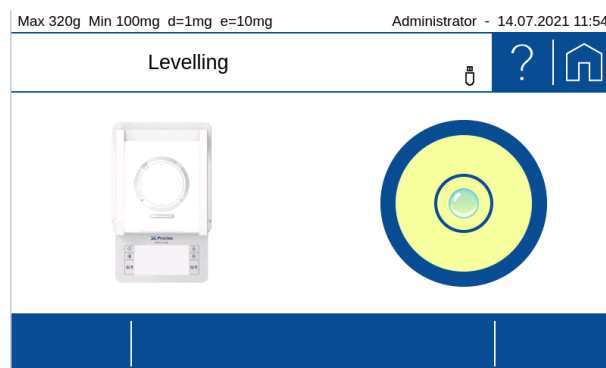 Max 320g Min 100mg d=1mg e=10mg
Administrator - 14.07.2021 11:54
Levelling
?
Precisa